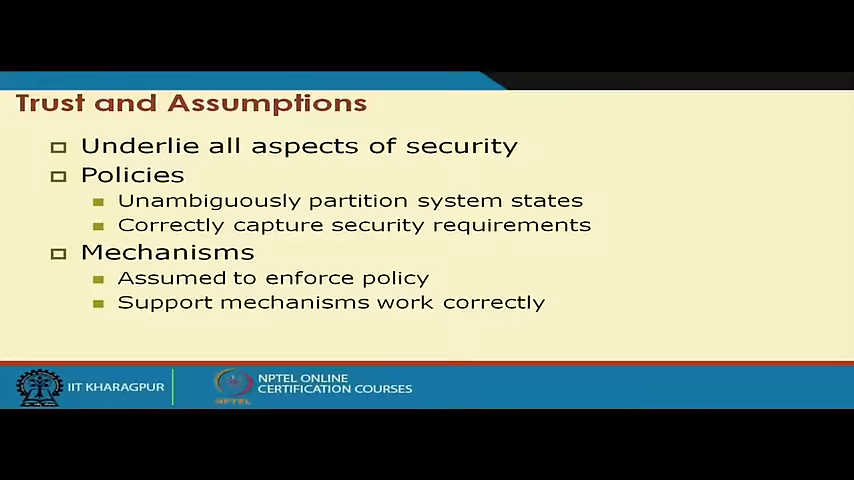 Trust and Assumptions
Underlie all aspects of security
Policies
Unambiguously partition system states
Correctly capture security requirements
Mechanisms
Assumed to enforce policy
Support mechanisms work correctly
IIT KHARAGPUR
NPTEL ONLINE
CERTIFICATION COURSES
NPTEL